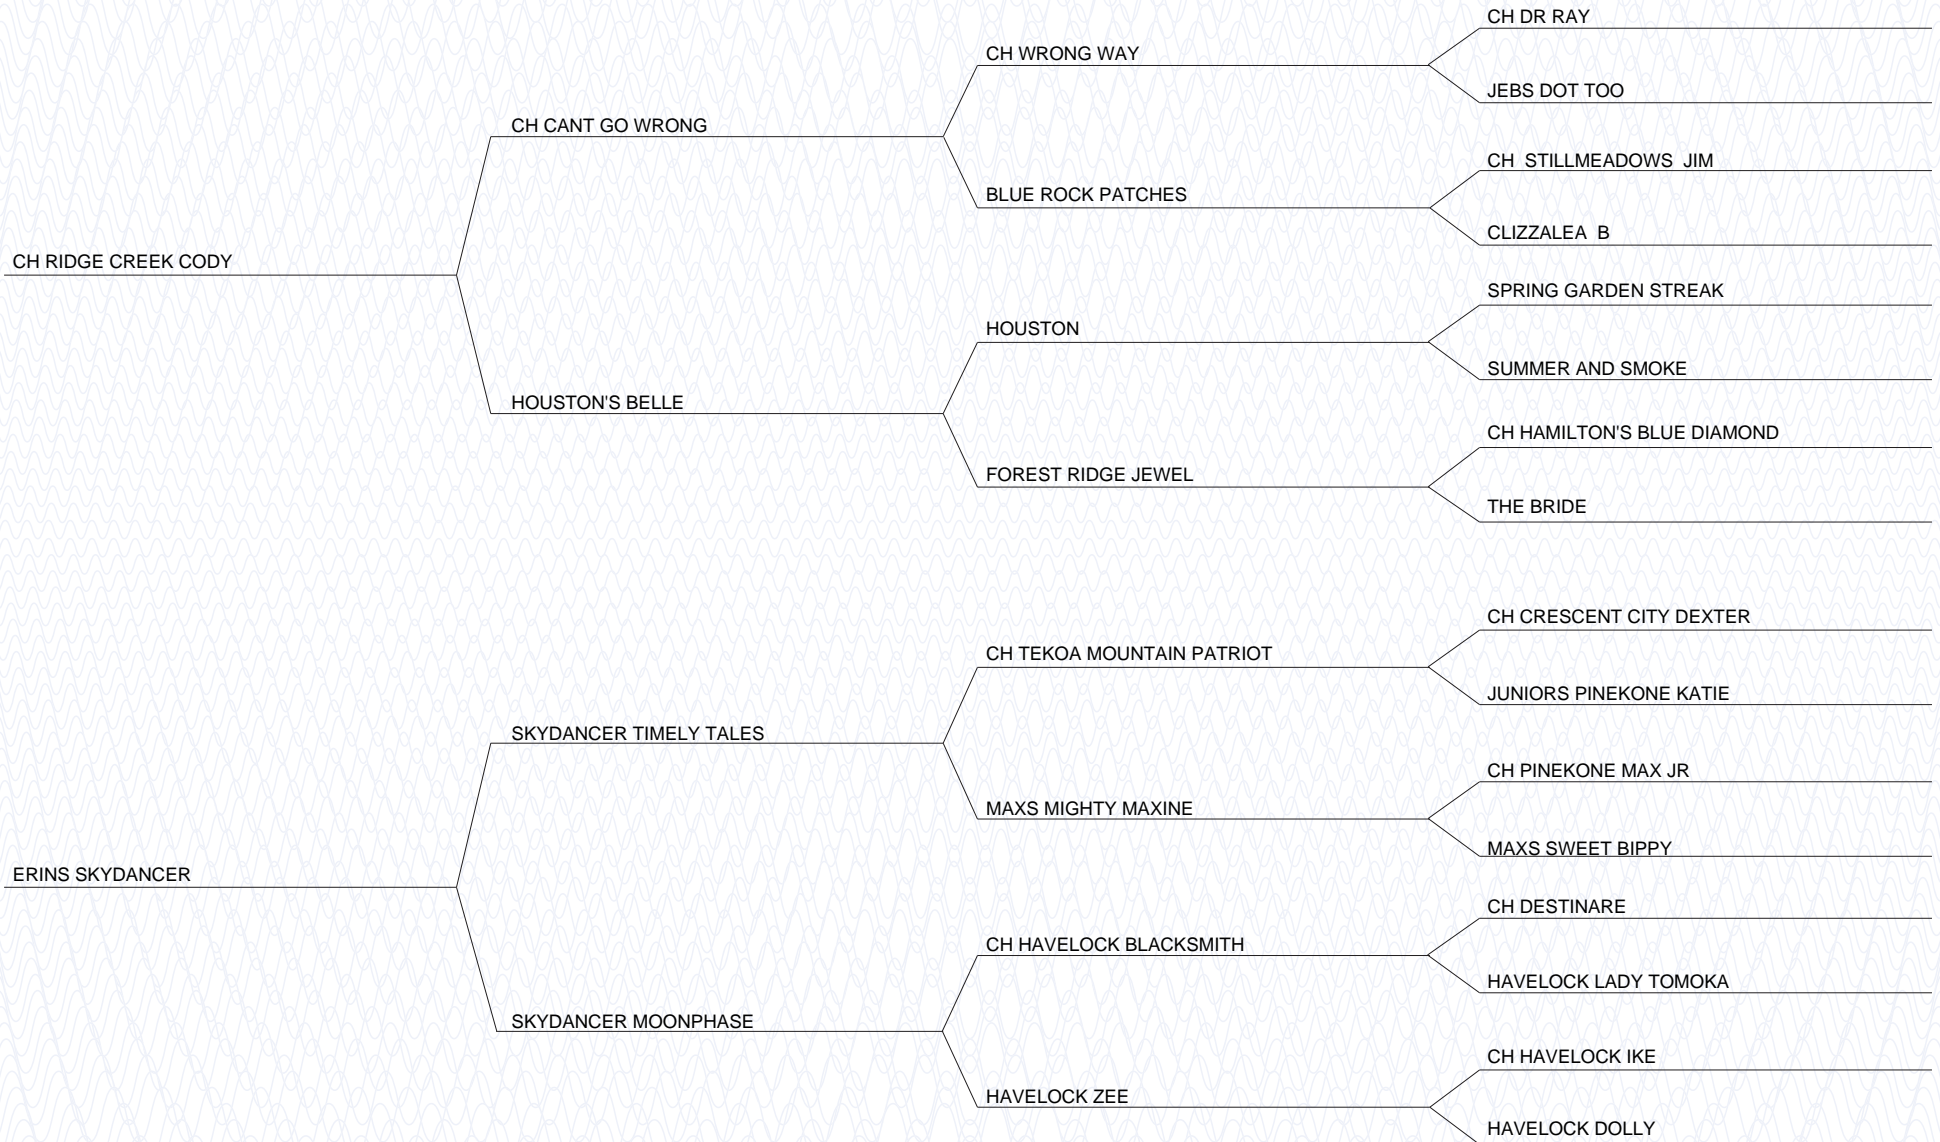 CH DR RAY
CH WRONG WAY
JEBS DOT TOO
CH CANT GO WRONG
CH  STILLMEADOWS  JIM
BLUE ROCK PATCHES
CLIZZALEA  B
CH RIDGE CREEK CODY
SPRING GARDEN STREAK
HOUSTON
SUMMER AND SMOKE
HOUSTON'S BELLE
CH HAMILTON'S BLUE DIAMOND
FOREST RIDGE JEWEL
THE BRIDE
CH CRESCENT CITY DEXTER
CH TEKOA MOUNTAIN PATRIOT
JUNIORS PINEKONE KATIE
SKYDANCER TIMELY TALES
CH PINEKONE MAX JR
MAXS MIGHTY MAXINE
MAXS SWEET BIPPY
ERINS SKYDANCER
CH DESTINARE
CH HAVELOCK BLACKSMITH
HAVELOCK LADY TOMOKA
SKYDANCER MOONPHASE
CH HAVELOCK IKE
HAVELOCK ZEE
HAVELOCK DOLLY